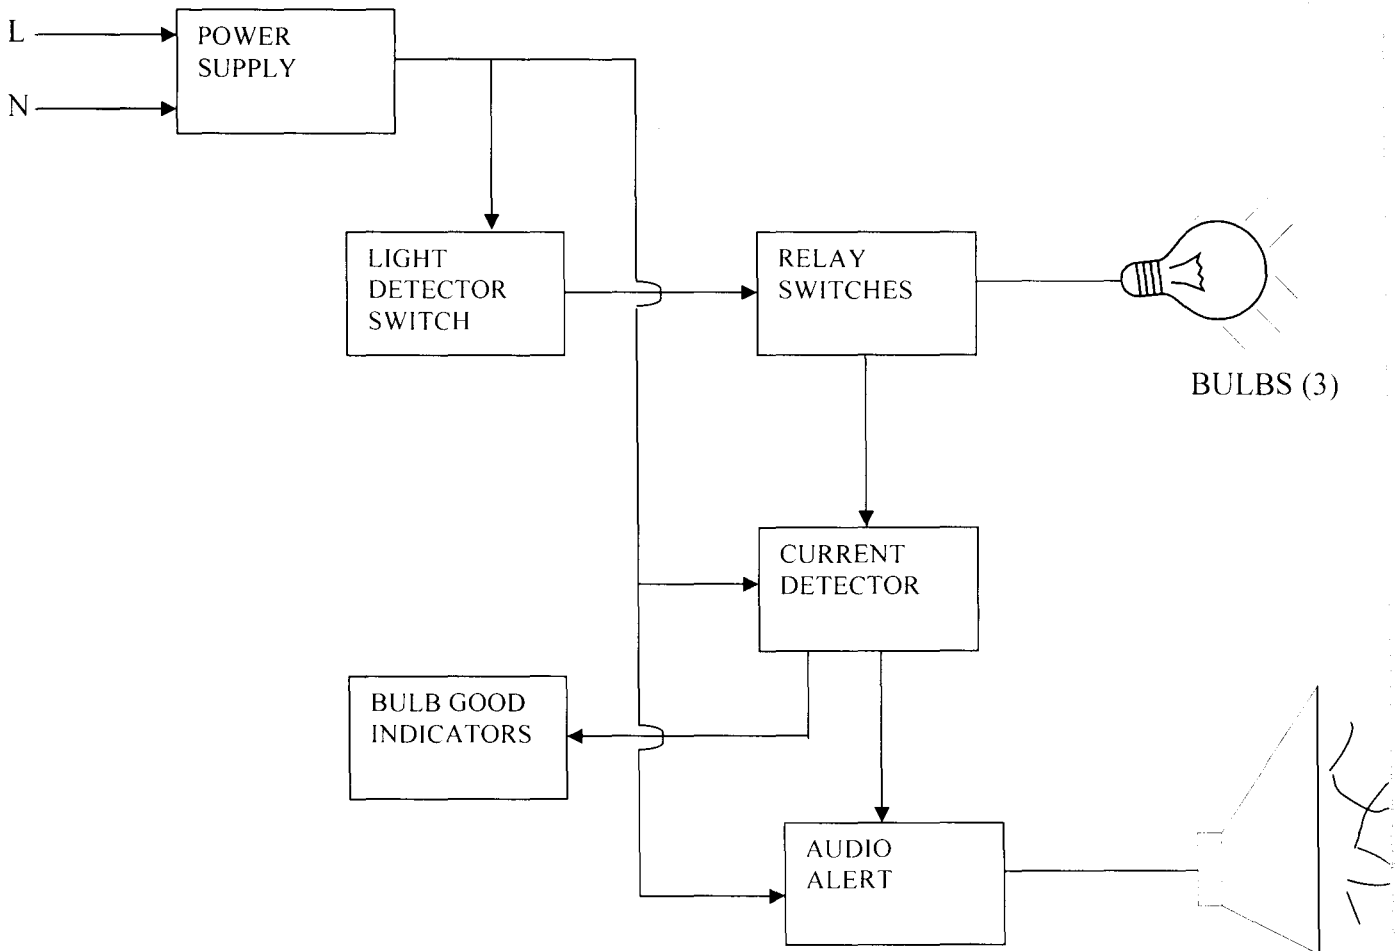 L
N
POWER
SUPPLY
LIGHT
DETECTOR
SWITCH
RELAY
SWITCHES
BULBS (3)
CURRENT
DETECTOR
BULB GOOD
INDICATORS
AUDIO
ALERT